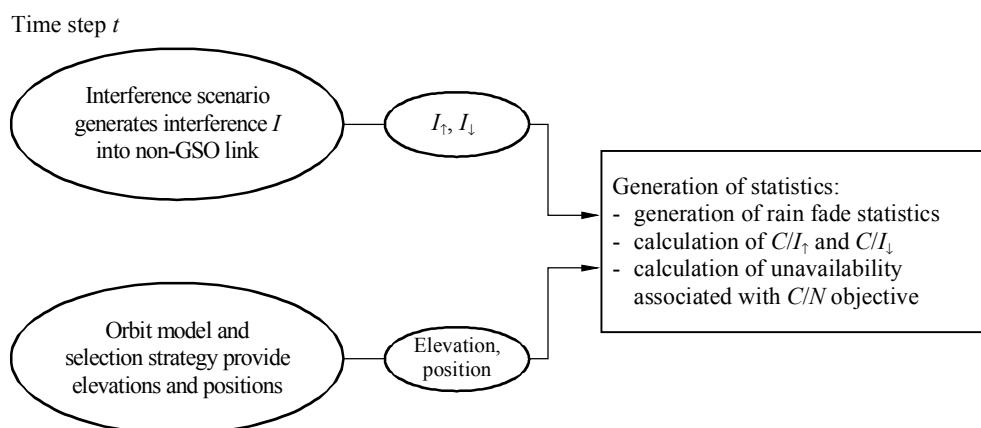 Time step t
Interference scenario
generates interference I
into non-GSO link
I↑, I↓
Generation of statistics:
- generation of rain fade statistics
- calculation of C/I↑ and C/I↓
- calculation of unavailability
associated with C/N objective
Orbit model and
selection strategy provide
elevations and positions
Elevation,
position